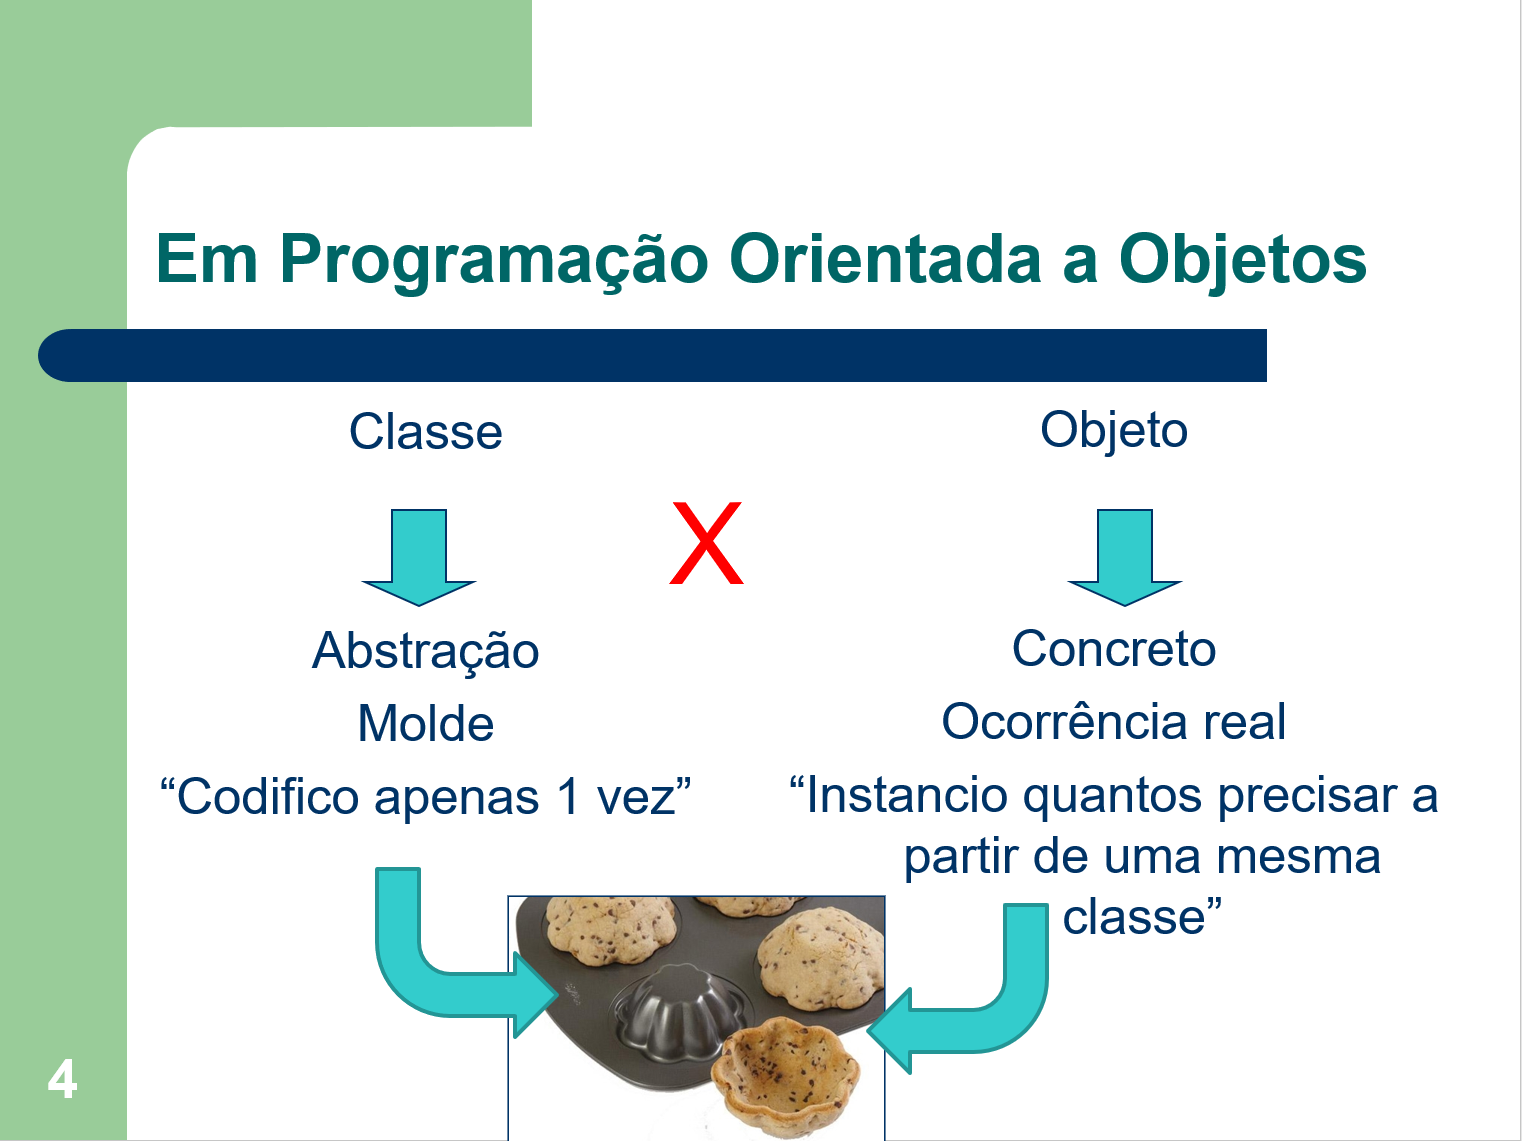 Em Programação Orientada a Objetos
Classe
Abstração
Molde
“Codifico apenas 1 vez”
X
Objeto
Concreto
Ocorrência real
“Instancio quantos precisar a
partir de uma mesma
classe”
4